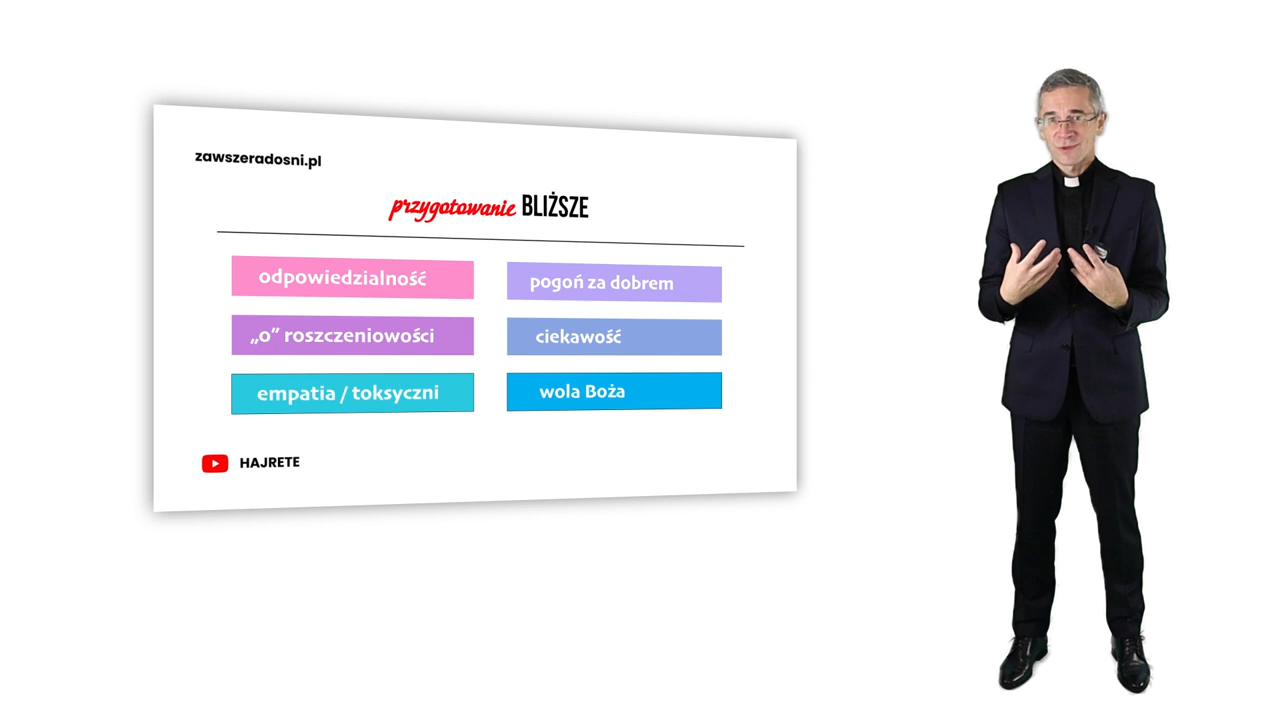 zawszeradosni.pl
przygotowanie BLIŻSZE
odpowiedzialność
pogoń za dobrem
„o” roszczeniowości
ciekawość
empatia / toksyczni
wola Boża
HAJRETE